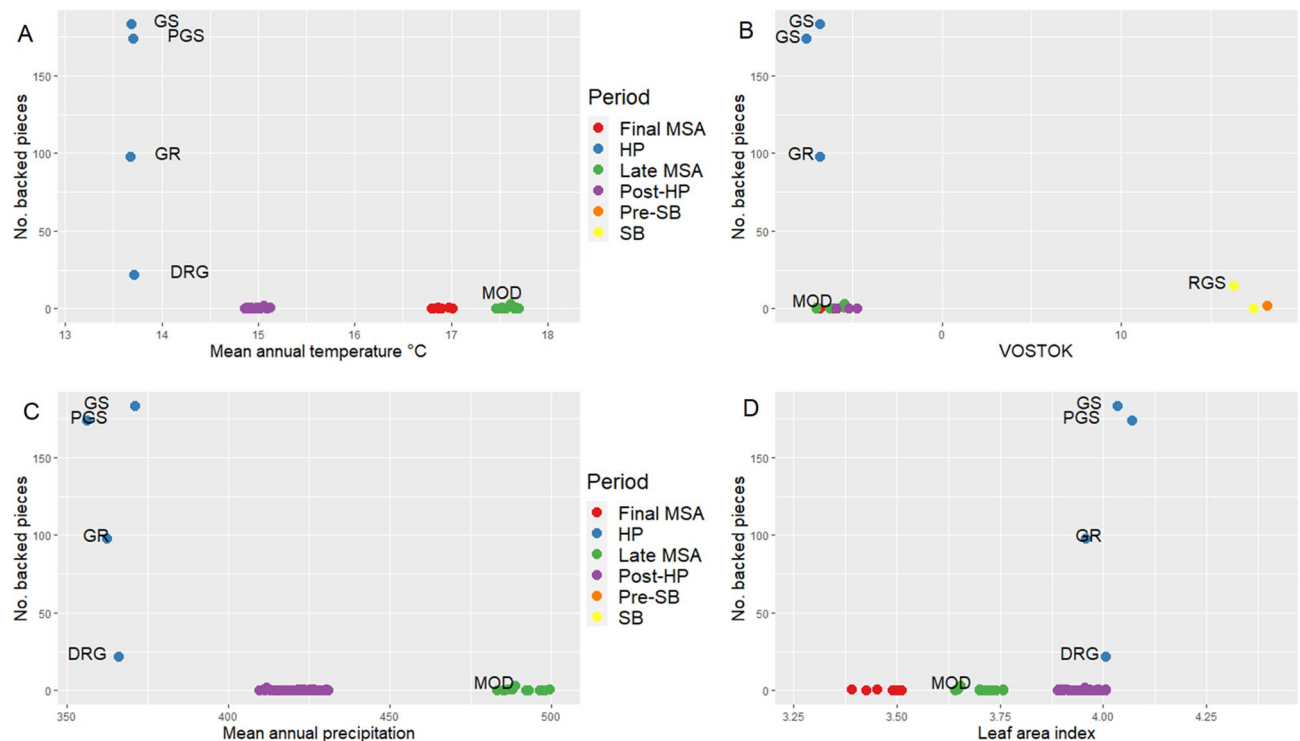 A
GS
PGS
GR
DRG
MOD
150
100
50
0
13
14
15
16
17
18
Mean annual temperature °C
No. backed pieces
Period
Final MSA
HP
Late MSA
Post-HP
Pre-SB
SB
B
GS
GS
GR
RGS
MOD
150
100
50
0
0
10
VOSTOK
No. backed pieces
C
GS
PGS
GR
DRG
MOD
150
100
50
0
350
400
450
500
Mean annual precipitation
No. backed pieces
Period
Final MSA
HP
Late MSA
Post-HP
Pre-SB
SB
D
GS
PGS
GR
DRG
MOD
150
100
50
0
3.25
3.50
3.75
4.00
4.25
Leaf area index
No. backed pieces